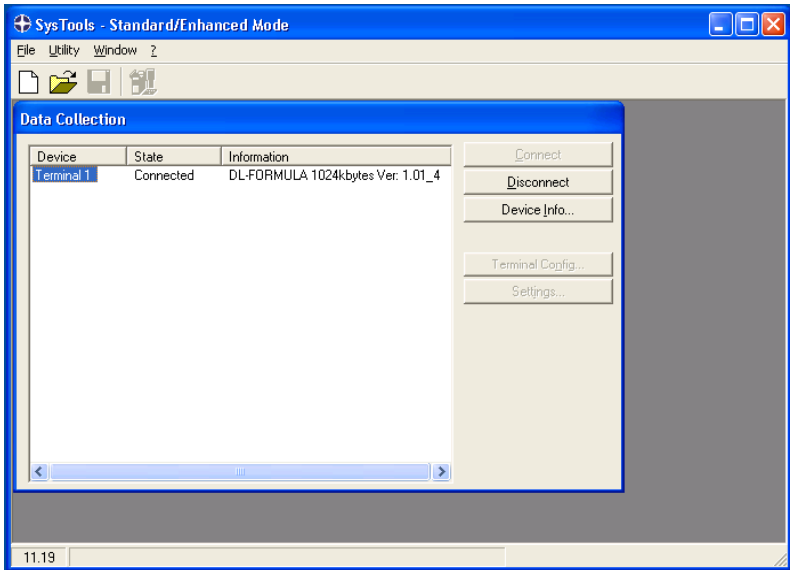 SysTools - Standard/Enhanced Mode
File Utility Window ?
Data Collection
Device State Information
Terminal 1 Connected DL-FORMULA 1024kbytes Ver: 1.01_4
Connect
Disconnect
Device Info...
Terminal Config...
Settings...
11.19